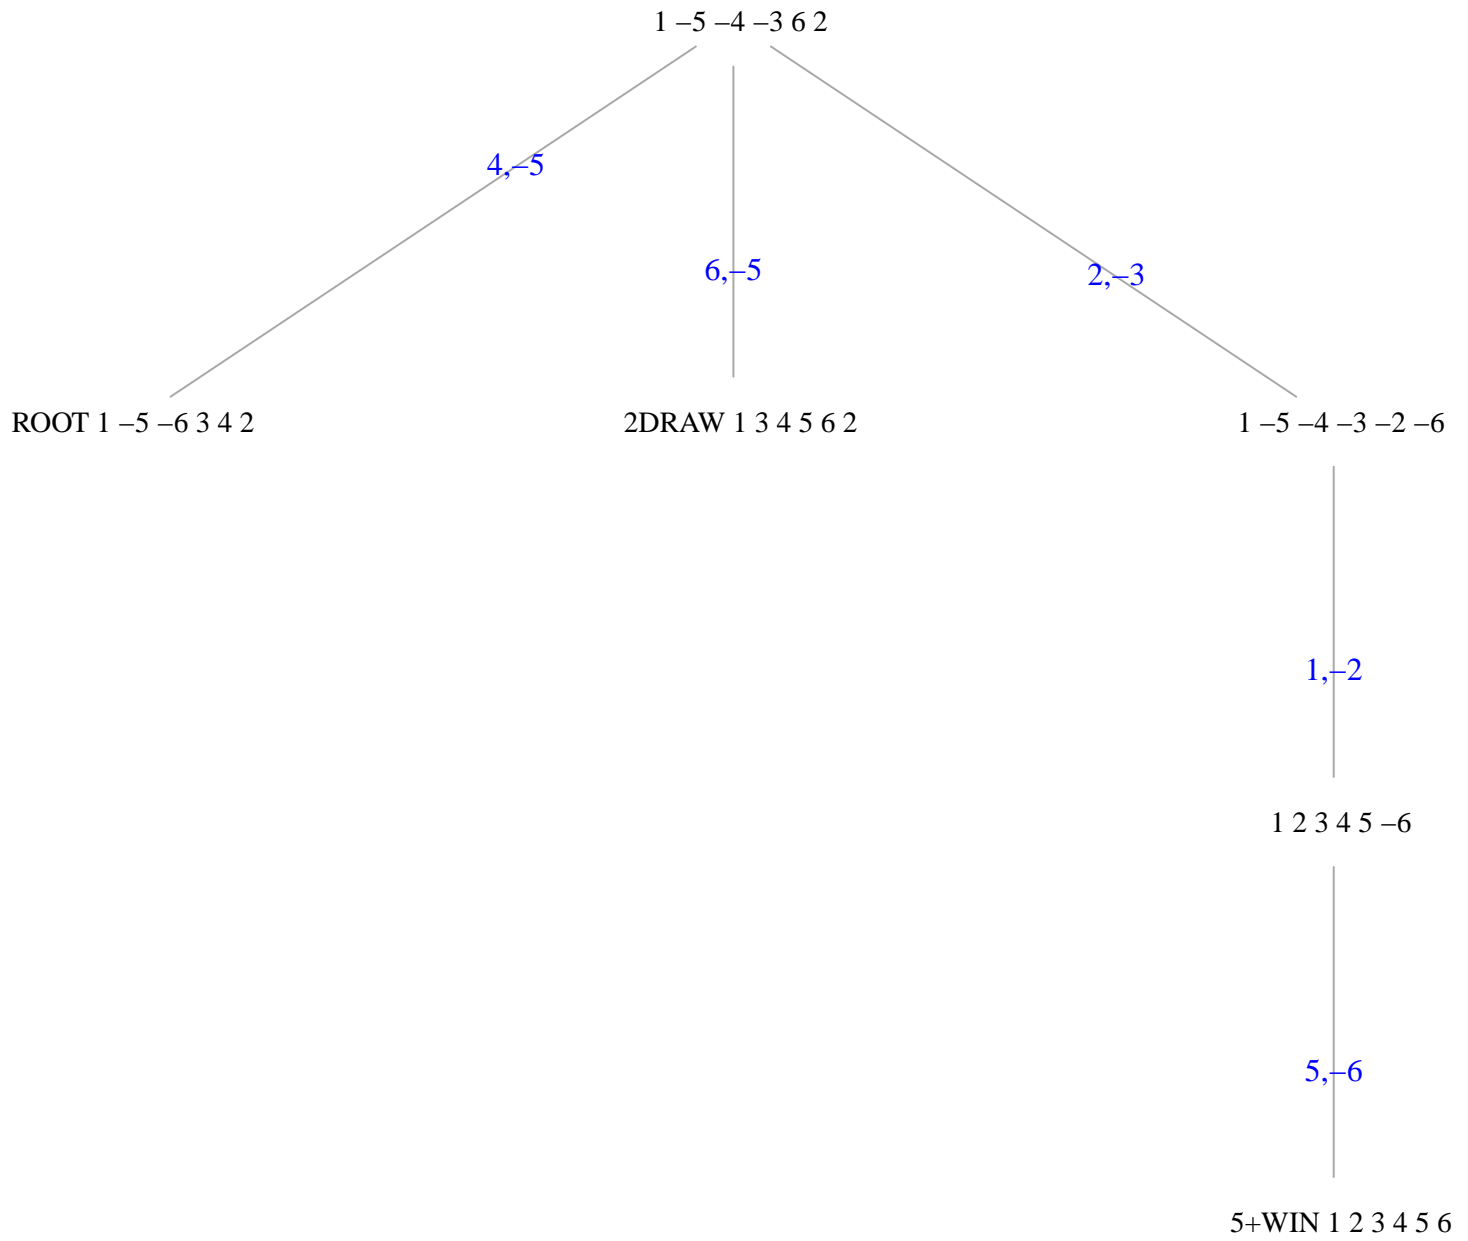 1 –5 –4 –3 6 2
4,–5
6,–5
2,–3
ROOT 1 –5 –6 3 4 2
2DRAW 1 3 4 5 6 2
1 –5 –4 –3 –2 –6
1,–2
1 2 3 4 5 –6
5,–6
5+WIN 1 2 3 4 5 6